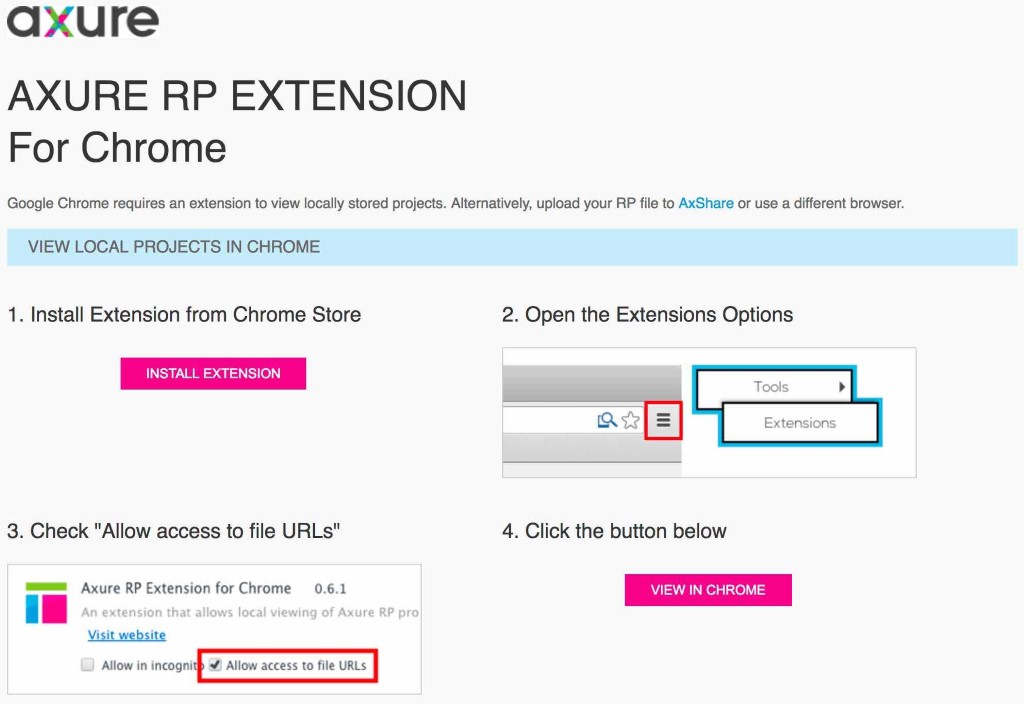 axure
AXURE RP EXTENSION
For Chrome
Google Chrome requires an extension to view locally stored projects. Alternatively, upload your RP file to AxShare or use a different browser.
VIEW LOCAL PROJECTS IN CHROME
1. Install Extension from Chrome Store
INSTALL EXTENSION
2. Open the Extensions Options
Tools
Extensions
3. Check "Allow access to file URLs"
Axure RP Extension for Chrome 0.6.1
An extension that allows local viewing of Axure RP pro
Visit website
Allow in incognito Allow access to file URLs
4. Click the button below
VIEW IN CHROME